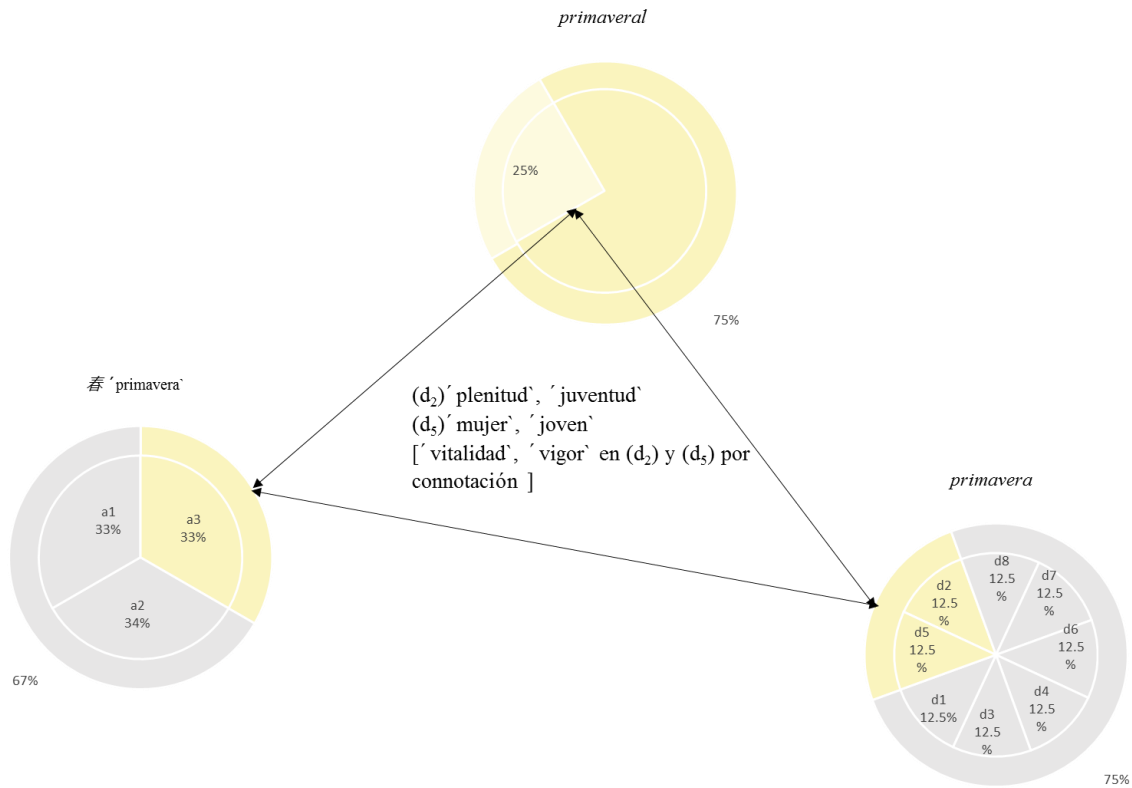 primaveral
25%
75%
春 ´primavera`
(d₂)´plenitud`, ´juventud`
(d₅)´mujer`, ´joven`
[´vitalidad`, ´vigor` en (d₂) y (d₅) por
connotación ]
a1
33%
a3
33%
a2
34%
67%
primavera
d8
12.5
%
d7
12.5
%
d2
12.5
%
d6
12.5
%
d5
12.5
%
d4
12.5
%
d1
12.5%
d3
12.5
%
75%